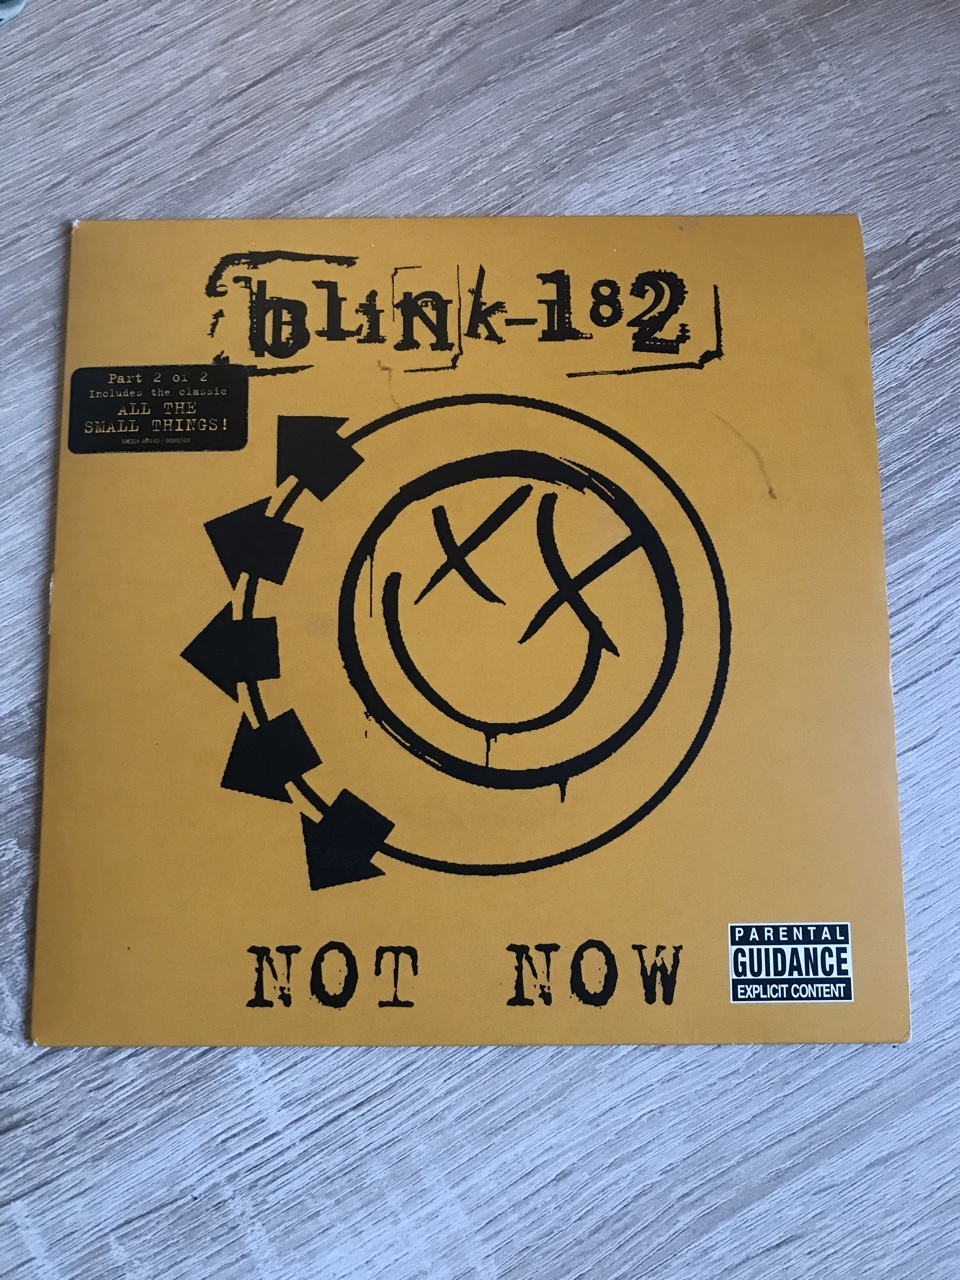 blink-182
Part 2 of 2
Includes the classic
ALL THE
SMALL THINGS!
NOT NOW
PARENTAL
GUIDANCE
EXPLICIT CONTENT